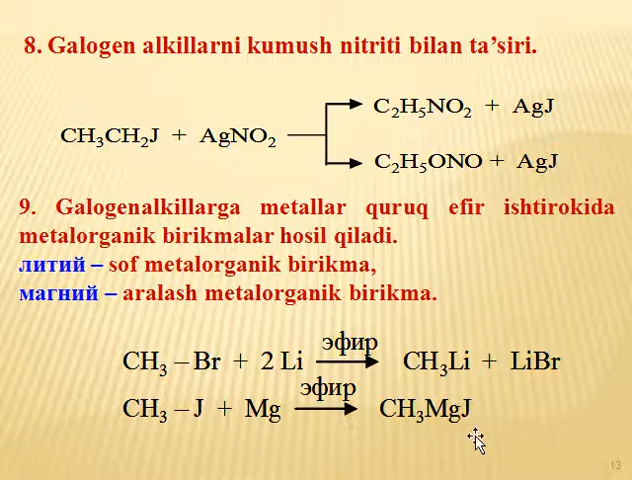 8. Galogen alkillarni kumush nitriti bilan ta’siri.
C₂H₅NO₂ + AgJ
CH₃CH₂J + AgNO₂
C₂H₅ONO + AgJ
9. Galogenalkillarga metallar quruq efir ishtirokida
metalorganik birikmalar hosil qiladi.
литий – sof metalorganik birikma,
магний – aralash metalorganik birikma.
эфир
CH₃ – Br + 2 Li CH₃Li + LiBr
эфир
CH₃ – J + Mg CH₃MgJ
13